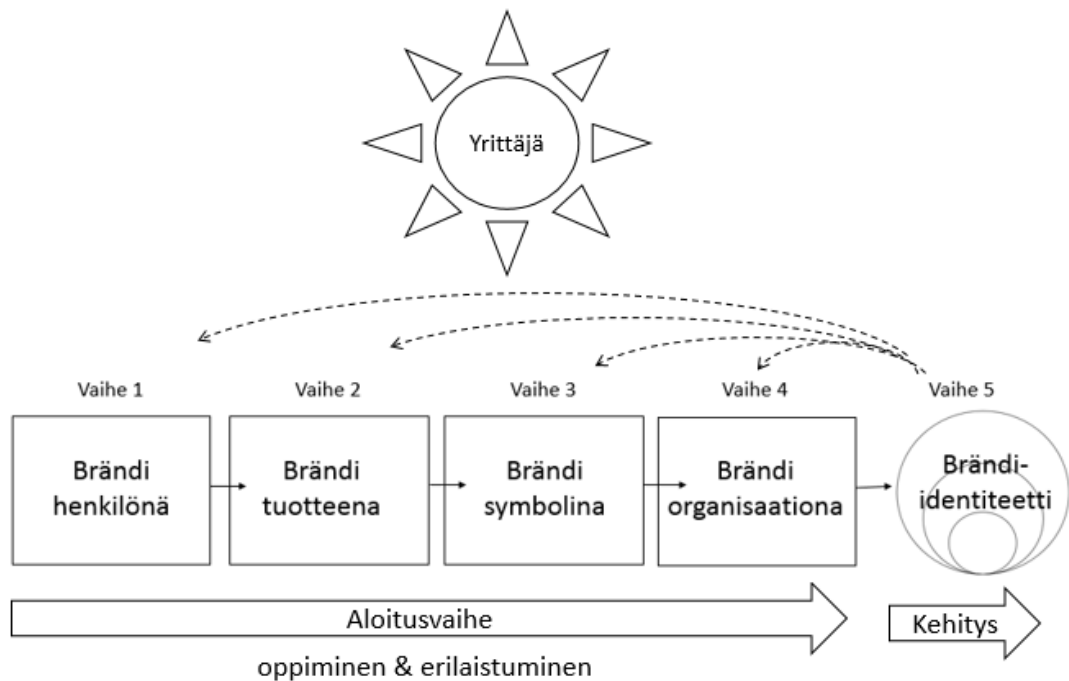 Yrittäjä
Vaihe 1
Vaihe 2
Vaihe 3
Vaihe 4
Vaihe 5
Brändi
henkilönä
Brändi
tuotteena
Brändi
symbolina
Brändi
organisaationa
Brändi-
identiteetti
Aloitusvaihe
Kehitys
oppiminen & erilaistuminen